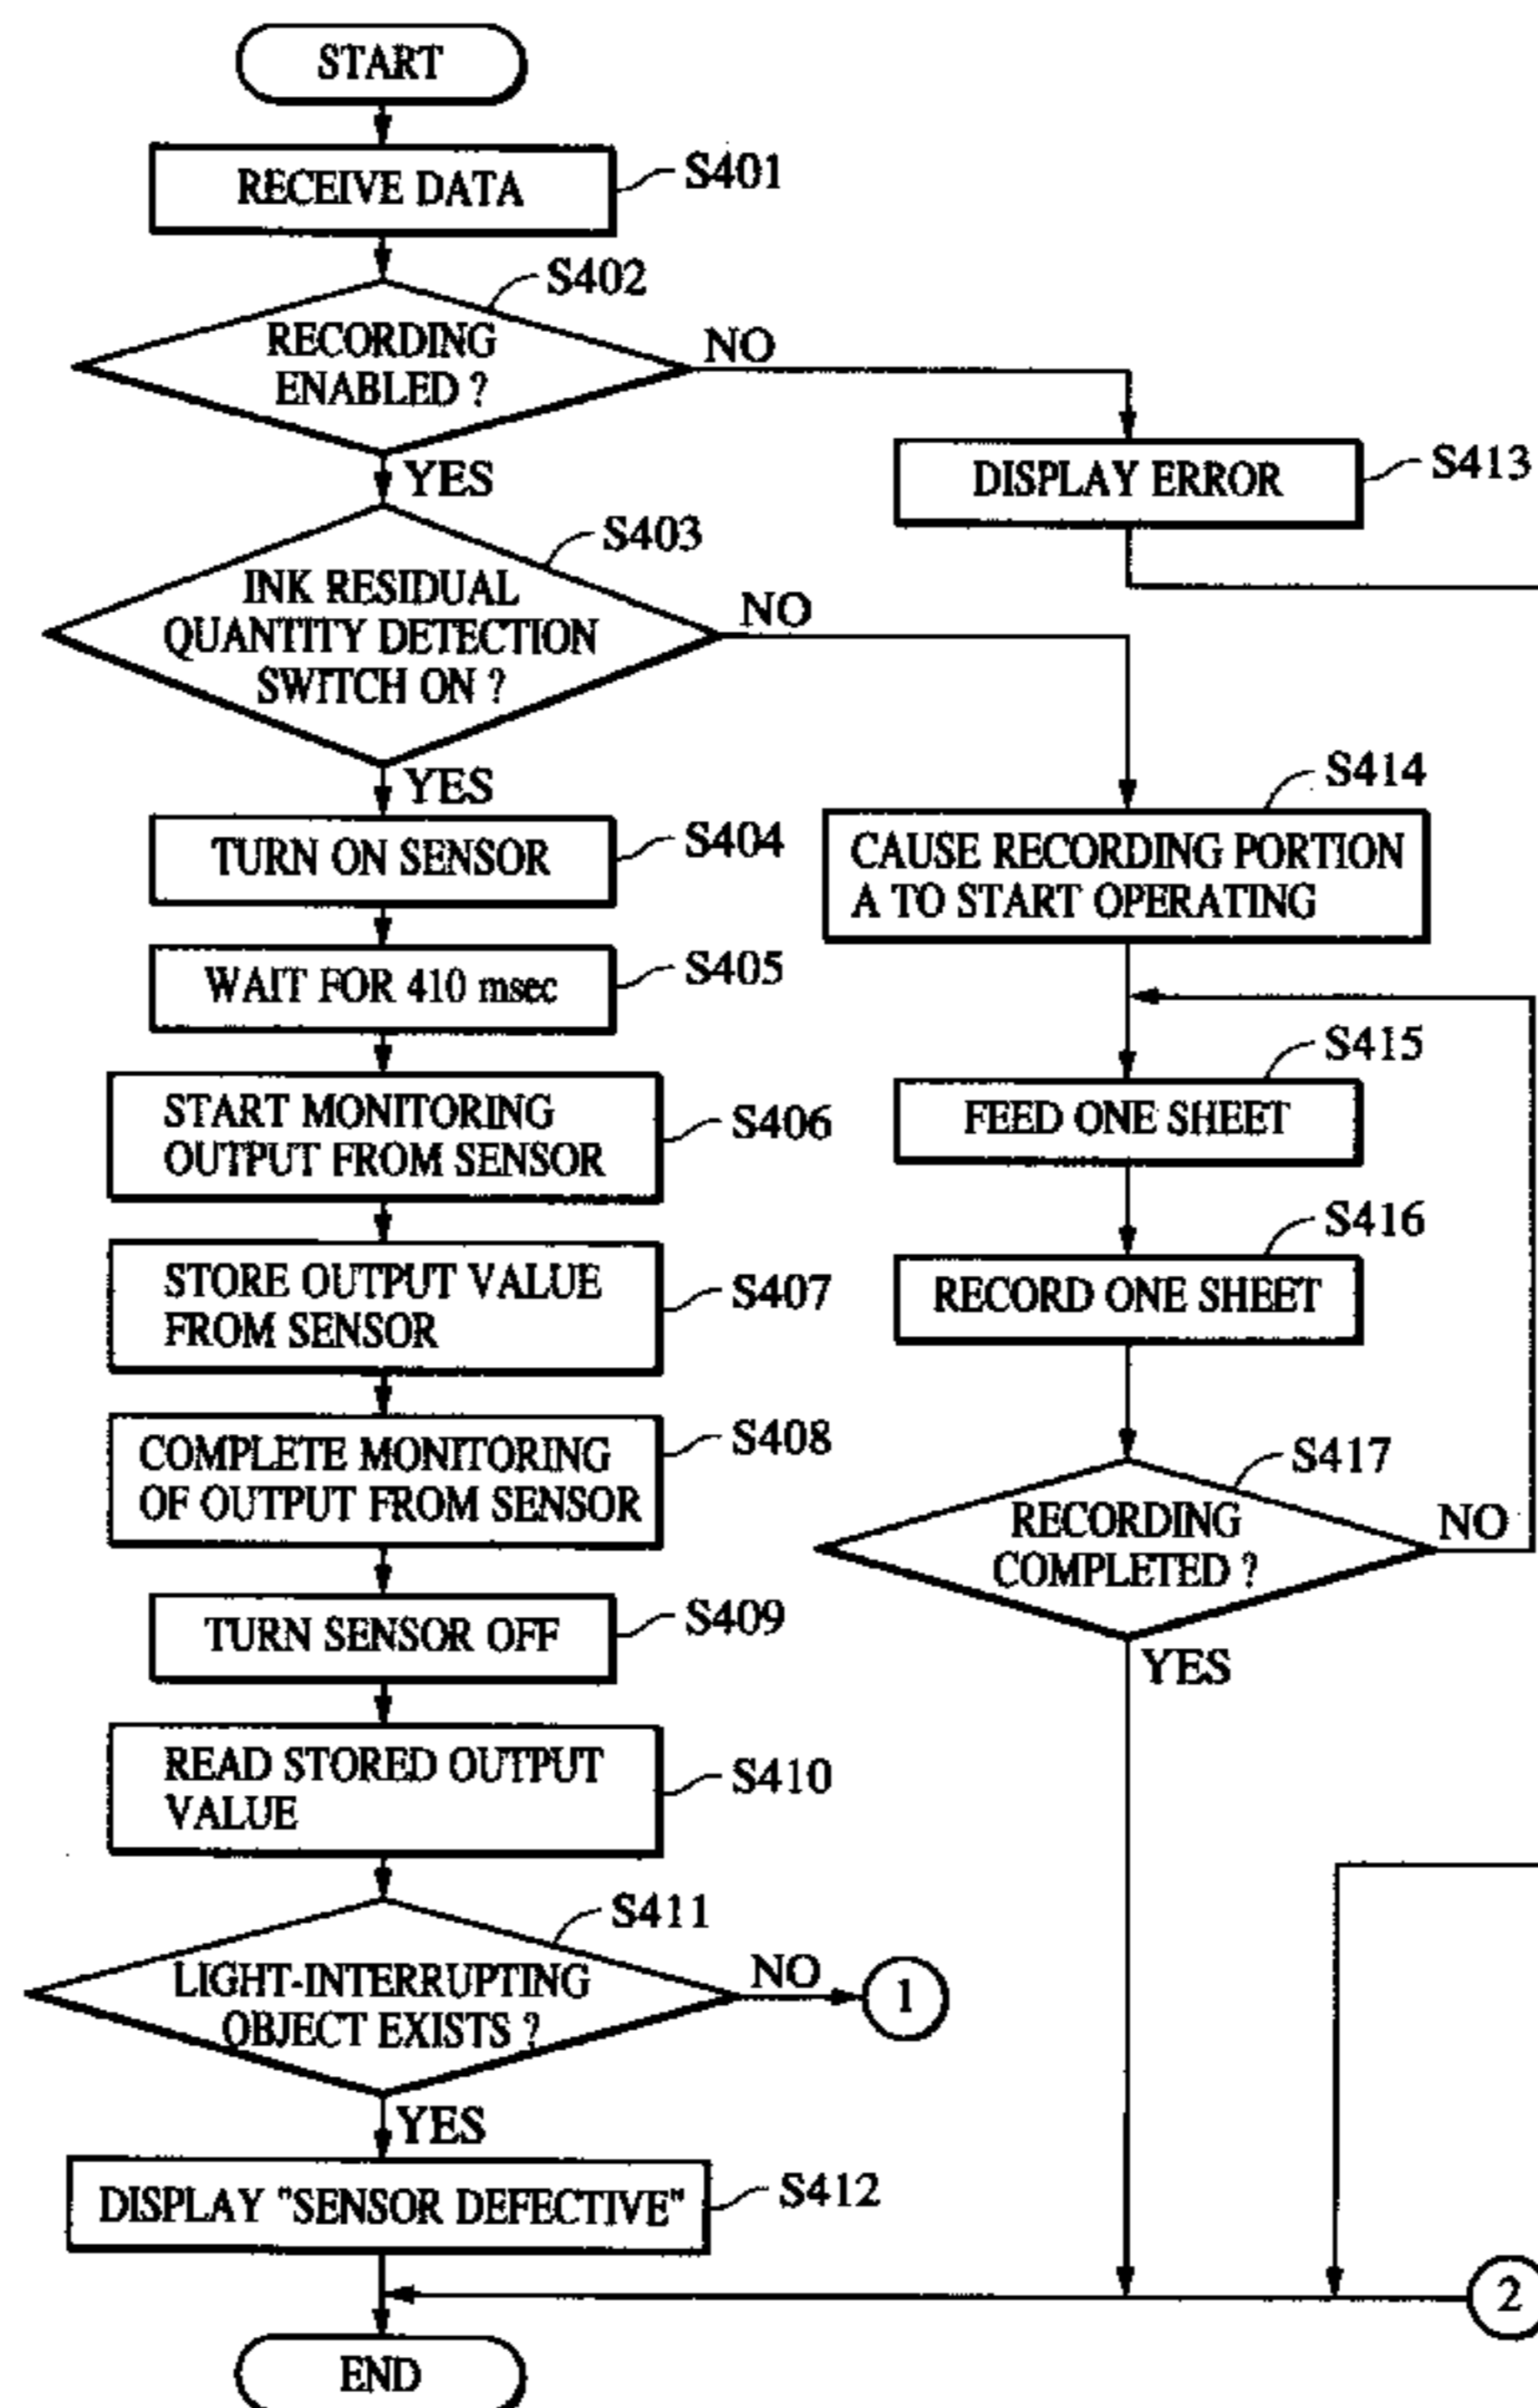 START
RECEIVE DATA
S401
S402
RECORDING
ENABLED ?
NO
YES
DISPLAY ERROR
S413
S403
INK RESIDUAL
QUANTITY DETECTION
SWITCH ON ?
NO
YES
TURN ON SENSOR
S404
S414
CAUSE RECORDING PORTION
A TO START OPERATING
WAIT FOR 410 msec
S405
START MONITORING
OUTPUT FROM SENSOR
S406
S415
FEED ONE SHEET
STORE OUTPUT VALUE
FROM SENSOR
S407
S416
RECORD ONE SHEET
COMPLETE MONITORING
OF OUTPUT FROM SENSOR
S408
S417
RECORDING
COMPLETED ?
NO
YES
TURN SENSOR OFF
S409
READ STORED OUTPUT
VALUE
S410
S411
LIGHT-INTERRUPTING
OBJECT EXISTS ?
NO
1
YES
DISPLAY "SENSOR DEFECTIVE"
S412
2
END